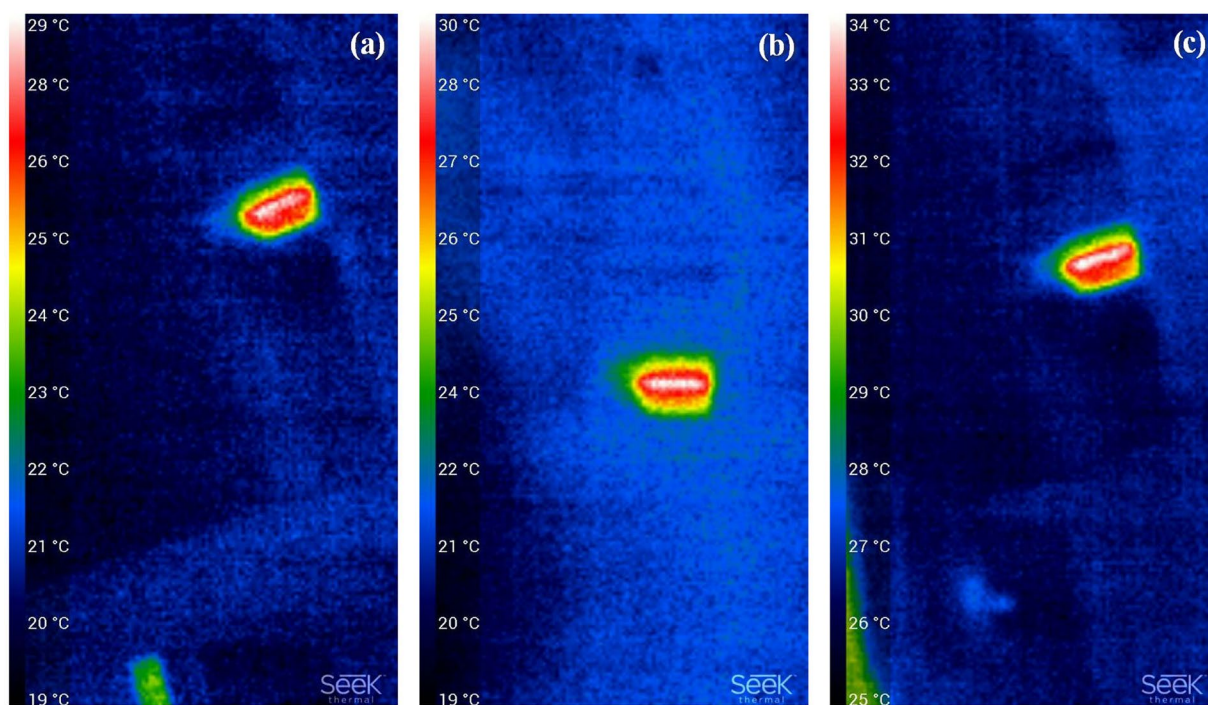 (a)
29 °C
28 °C
26 °C
25 °C
24 °C
23 °C
22 °C
21 °C
20 °C
19 °C
Seek
thermal
(b)
30 °C
28 °C
27 °C
26 °C
25 °C
24 °C
22 °C
21 °C
20 °C
19 °C
Seek
thermal
(c)
34 °C
33 °C
32 °C
31 °C
30 °C
29 °C
28 °C
27 °C
26 °C
25 °C
Seek
thermal